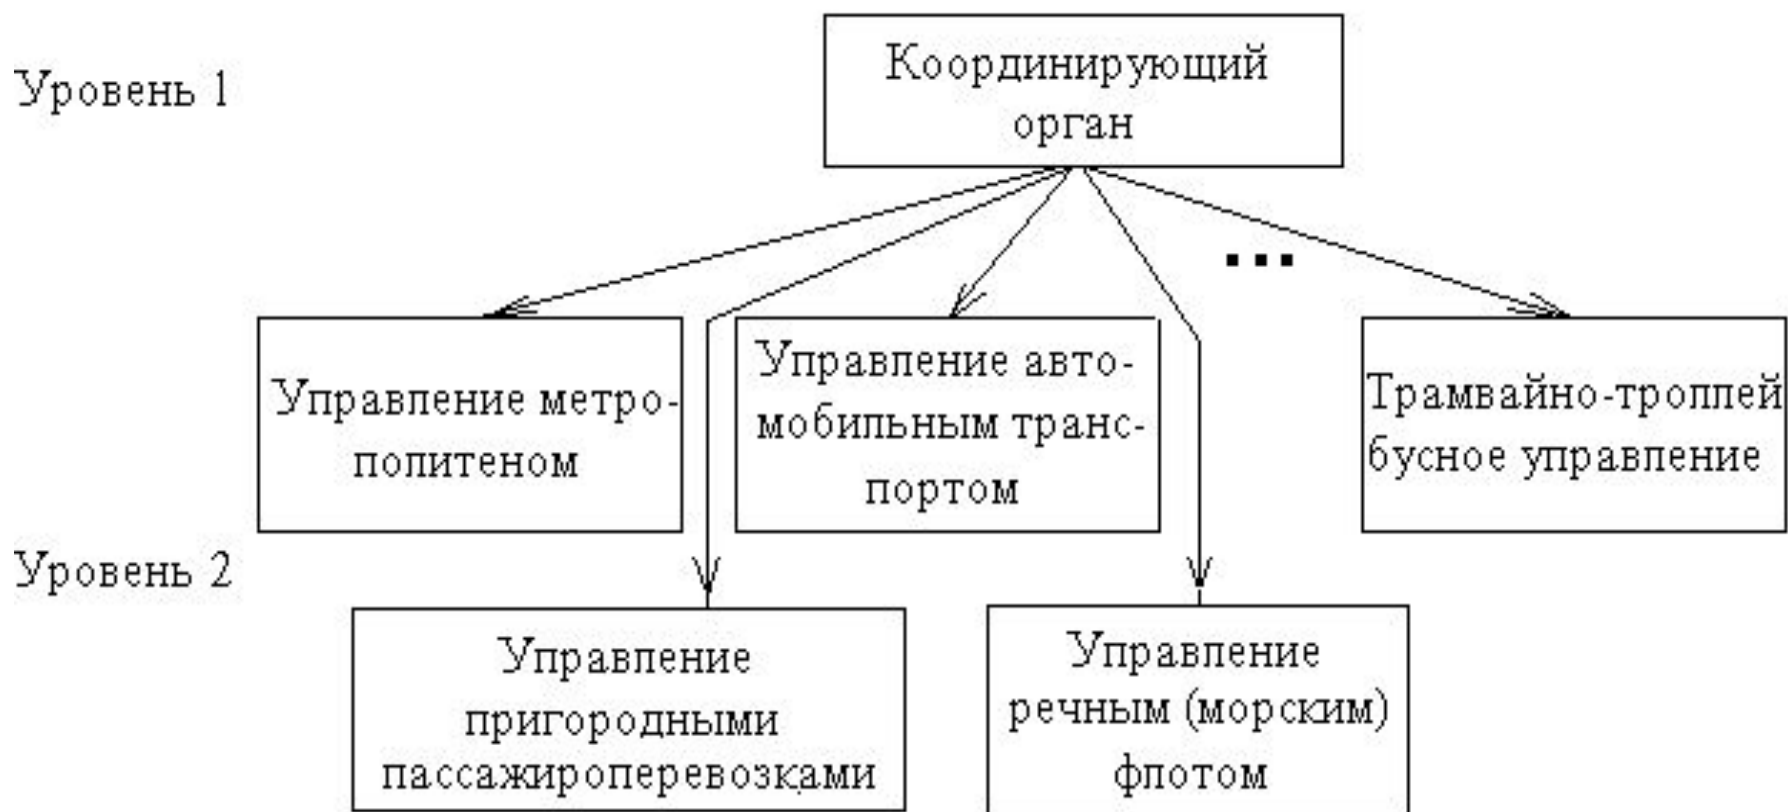 Уровень 1
Координирующий
орган
...
Управление метро-
политеном
Управление авто-
мобильным транс-
портом
Трамвайно-троллей
бусное управление
Уровень 2
Управление
пригородными
пассажироперевозками
Управление
речным (морским)
флотом